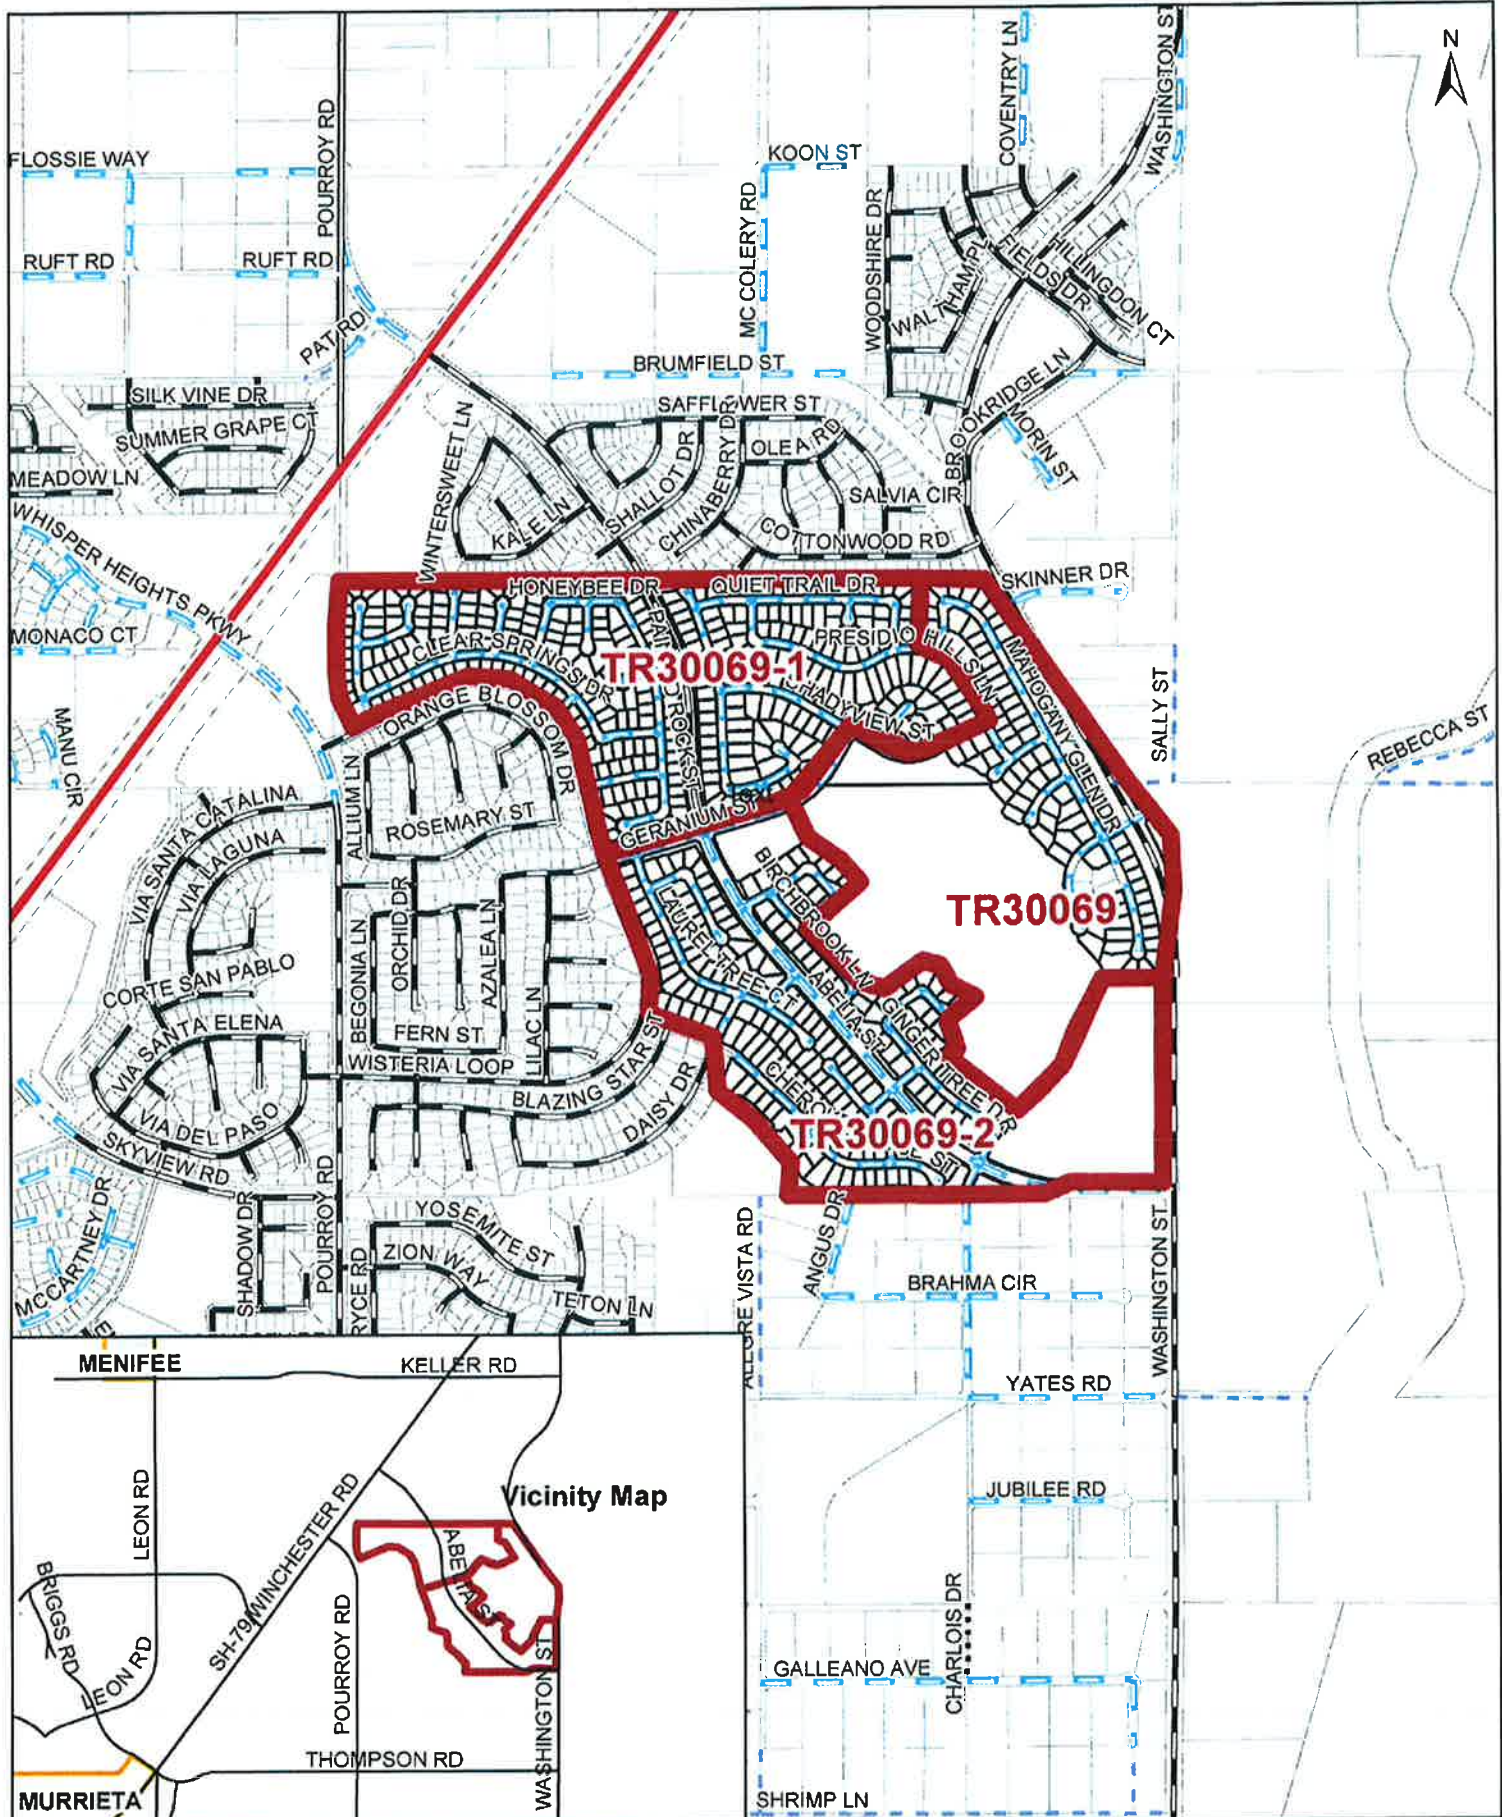 N
WASHINGTON ST
COVENTRY LN
POURROY RD
FLOSSIE WAY
KOON ST
MC COLERY RD
WOODSHIRE DR
RUFT RD
RUFT RD
WALTHAM PL
FIELDS DR
HILLINGDON CT
PAT RD
BRUMFIELD ST
BROOKRIDGE LN
MORIN ST
SILK VINE DR
SUMMER GRAPE CT
MEADOW LN
WINTERSWEET LN
SAFFLOWER ST
OLEA RD
SHALLOT DR
CHINABERRY DR
KALE LN
SALVIA CIR
COTTONWOOD RD
WHISPER HEIGHTS PKWY
MONACO CT
MANU CIR
HONEYBEE DR
QUIET TRAIL DR
SKINNER DR
CLEAR SPRINGS DR
PRESIDIO HILLS LN
MAHOGANY GLEN DR
TR30069-1
SHADYVIEW ST
SALLY ST
REBECCA ST
ORANGE BLOSSOM DR
ALLIUM LN
ROSEMARY ST
GERANIUM ST
VIA SANTA CATALINA
VIA LAGUNA
BIRCHBROOK LN
TR30069
ORCHID DR
AZALEA LN
LAUREL TREE CT
BEGONIA LN
CORTE SAN PABLO
ABELIA ST
GINGER TREE DR
VIA SANTA ELENA
FERN ST
LILAC LN
WISTERIA LOOP
BLAZING STAR ST
DAISY DR
VIA DEL PASO
SKYVIEW RD
TR30069-2
ST
MCCARTNEY DR
SHADOW DR
POURROY RD
YOSEMITE ST
ZION WAY
TETON LN
RYCE RD
ALLEGRE VISTA RD
ANGUS DR
BRAHMA CIR
WASHINGTON ST
YATES RD
JUBILEE RD
CHARLOIS DR
GALLEANO AVE
SHRIMP LN
MENIFEE
KELLER RD
Vicinity Map
LEON RD
SH-79/WINCHESTER RD
ABELIA ST
BRIGGS RD
LEON RD
POURROY RD
WASHINGTON ST
THOMPSON RD
MURRIETA